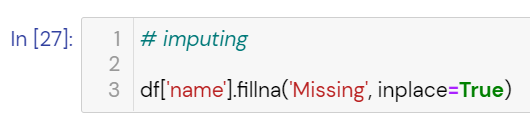 In [27]:
1 # imputing
2
3 df['name'].fillna('Missing', inplace=True)